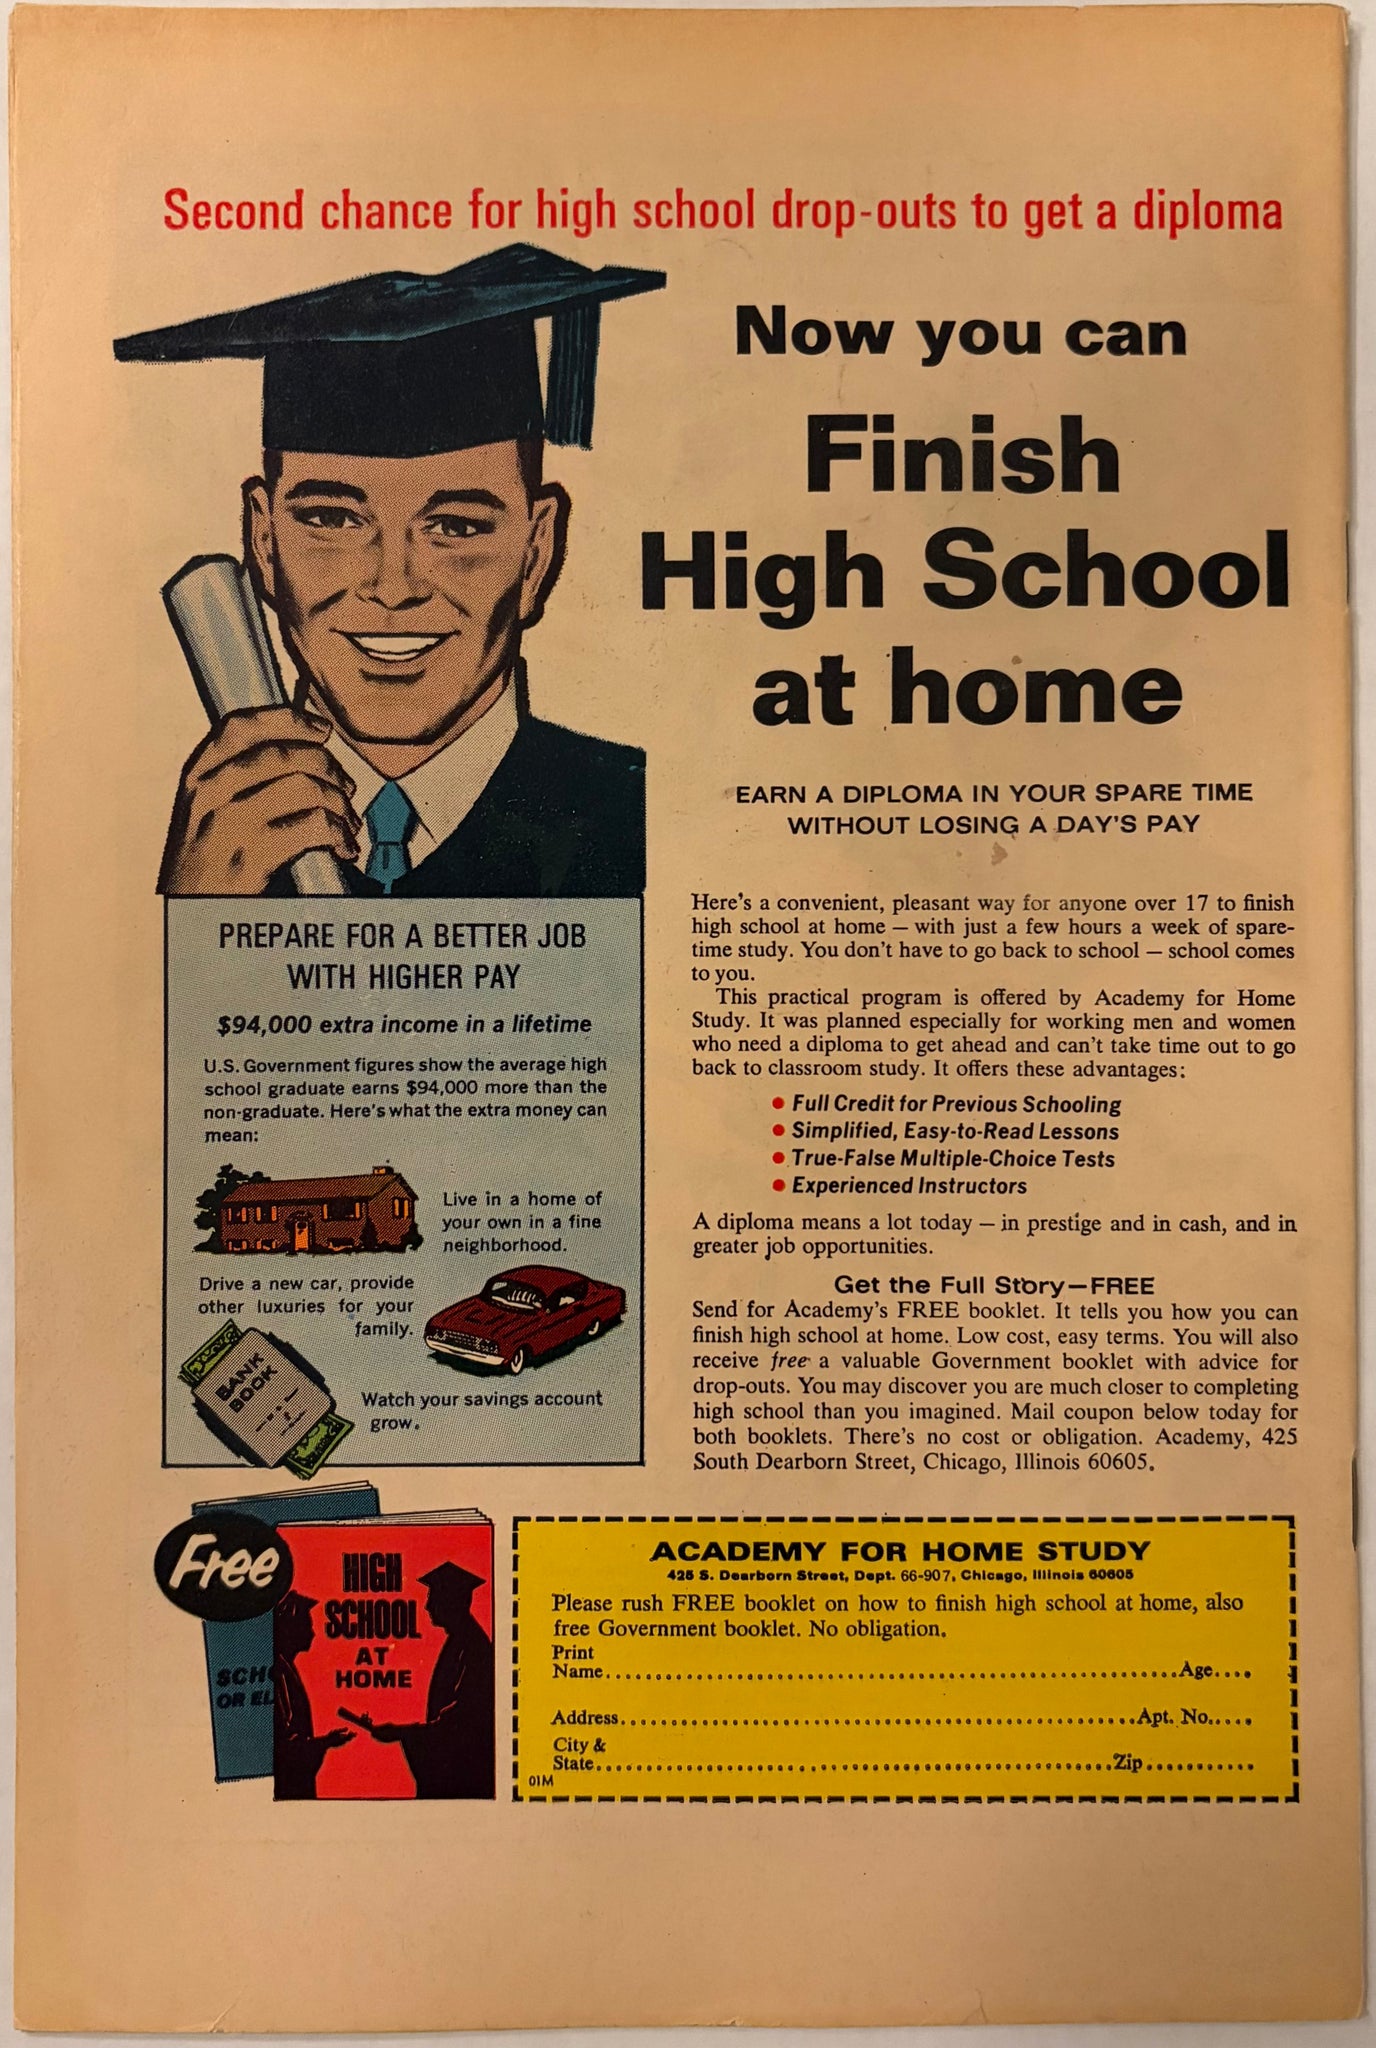 Second chance for high school drop-outs to get a diploma
Now you can
Finish
High School
at home
EARN A DIPLOMA IN YOUR SPARE TIME
WITHOUT LOSING A DAY'S PAY
Here's a convenient, pleasant way for anyone over 17 to finish
high school at home — with just a few hours a week of spare-
time study. You don't have to go back to school — school comes
to you.
This practical program is offered by Academy for Home
Study. It was planned especially for working men and women
who need a diploma to get ahead and can't take time out to go
back to classroom study. It offers these advantages:
● Full Credit for Previous Schooling
● Simplified, Easy-to-Read Lessons
● True-False Multiple-Choice Tests
● Experienced Instructors
A diploma means a lot today — in prestige and in cash, and in
greater job opportunities.
Get the Full Story—FREE
Send for Academy's FREE booklet. It tells you how you can
finish high school at home. Low cost, easy terms. You will also
receive free a valuable Government booklet with advice for
drop-outs. You may discover you are much closer to completing
high school than you imagined. Mail coupon below today for
both booklets. There's no cost or obligation. Academy, 425
South Dearborn Street, Chicago, Illinois 60605.
PREPARE FOR A BETTER JOB
WITH HIGHER PAY
$94,000 extra income in a lifetime
U.S. Government figures show the average high
school graduate earns $94,000 more than the
non-graduate. Here's what the extra money can
mean:
Live in a home of
your own in a fine
neighborhood.
Drive a new car, provide
other luxuries for your
family.
BANK
BOOK
Watch your savings account
grow.
Free
SCHO
OR EL
HIGH
SCHOOL
AT
HOME
ACADEMY FOR HOME STUDY
425 S. Dearborn Street, Dept. 66-907, Chicago, Illinois 60605
Please rush FREE booklet on how to finish high school at home, also
free Government booklet. No obligation.
Print
Name.......................................................................Age....
Address...............................................................Apt. No.....
City &
State..................................................................Zip...........
01M